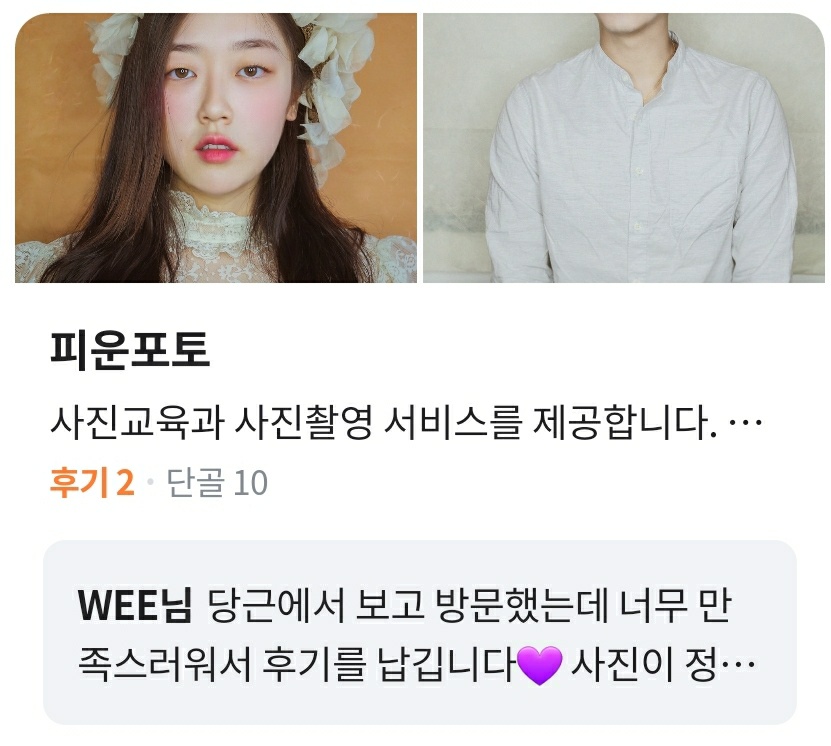 피운포토
사진교육과 사진촬영 서비스를 제공합니다. ···
후기 2 · 단골 10
WEE님 당근에서 보고 방문했는데 너무 만
족스러워서 후기를 남깁니다💜 사진이 정···